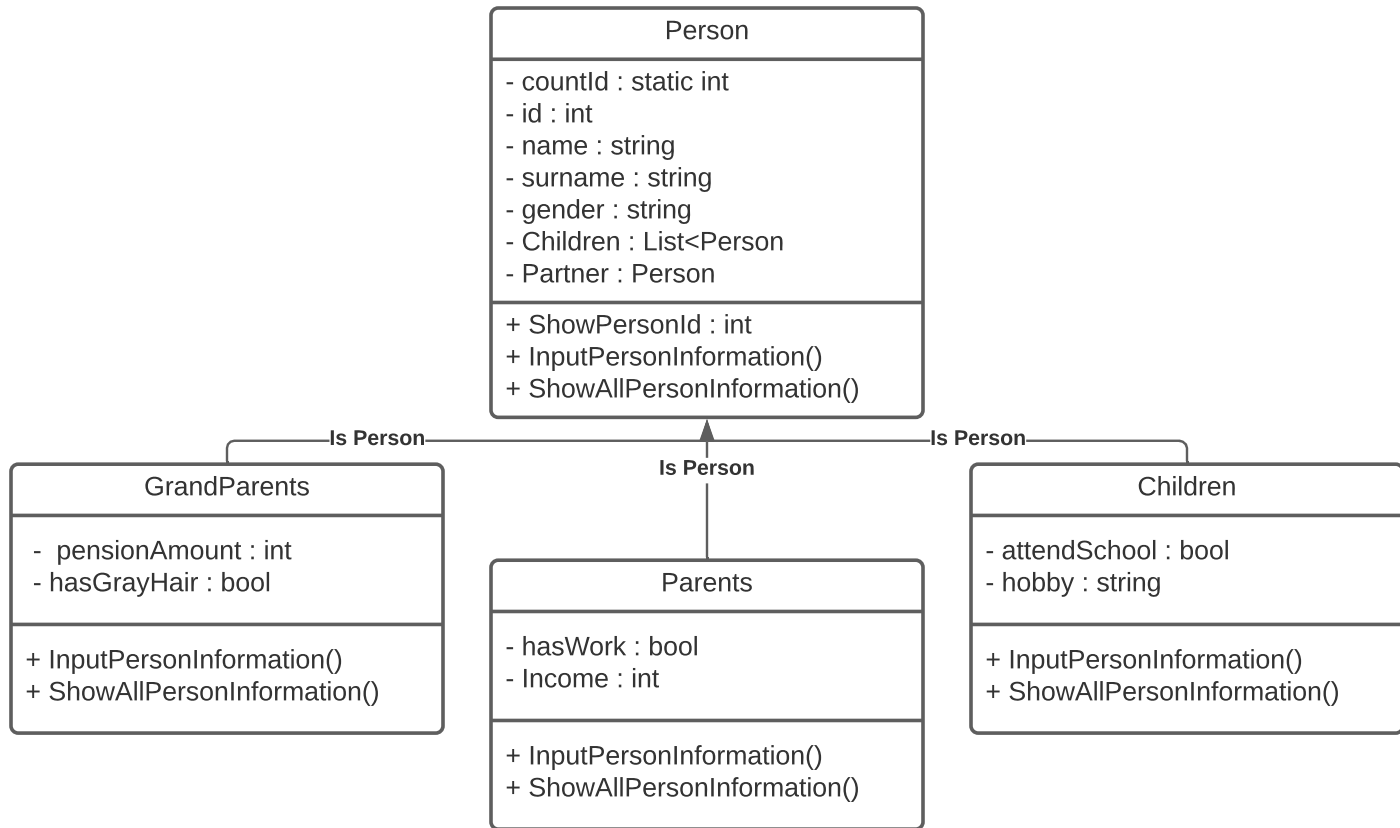 Person
- countId : static int
- id : int
- name : string
- surname : string
- gender : string
- Children : List<Person
- Partner : Person
+ ShowPersonId : int
+ InputPersonInformation()
+ ShowAllPersonInformation()
Is Person
Is Person
Is Person
GrandParents
- pensionAmount : int
- hasGrayHair : bool
+ InputPersonInformation()
+ ShowAllPersonInformation()
Parents
- hasWork : bool
- Income : int
+ InputPersonInformation()
+ ShowAllPersonInformation()
Children
- attendSchool : bool
- hobby : string
+ InputPersonInformation()
+ ShowAllPersonInformation()